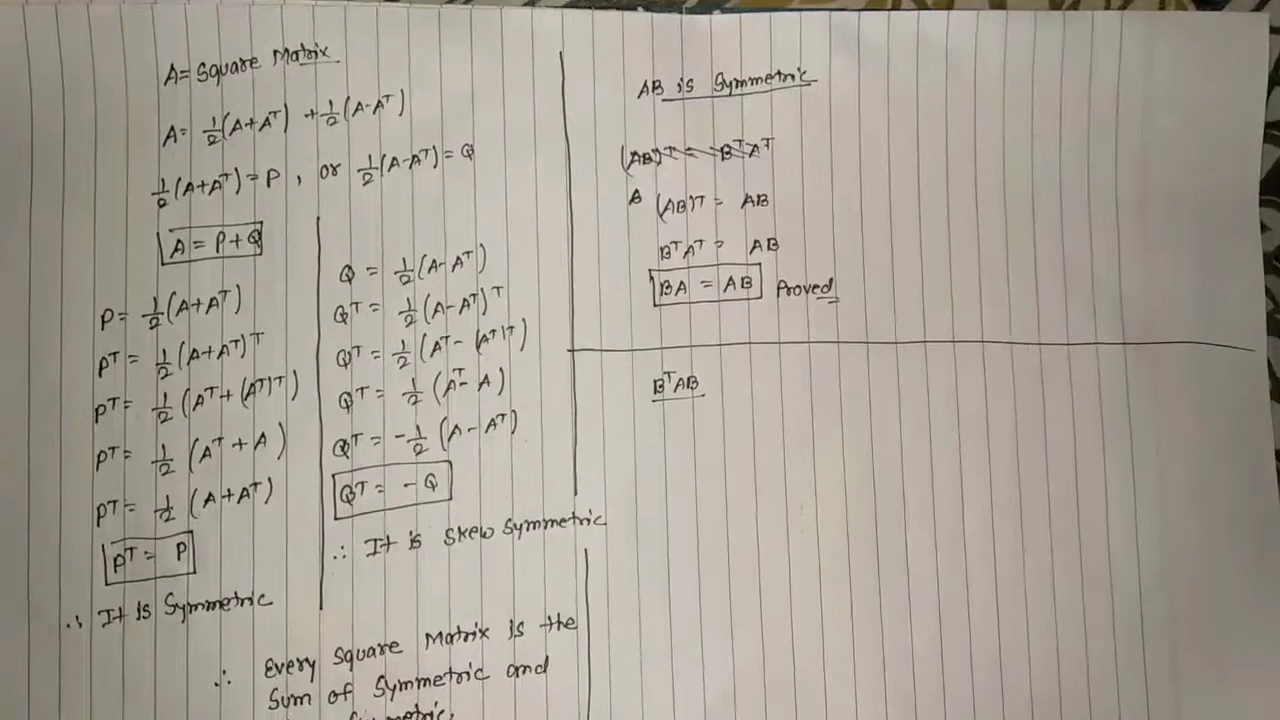 A= Square Matrix
A= 1/2(A+Aᵀ) + 1/2(A-Aᵀ)
1/2(A+Aᵀ)=P, or 1/2(A-Aᵀ)=Q
A = P+Q
P= 1/2(A+Aᵀ)
Pᵀ= 1/2(A+Aᵀ)ᵀ
Pᵀ= 1/2(Aᵀ+(Aᵀ)ᵀ)
Pᵀ= 1/2(Aᵀ+A)
Pᵀ= 1/2(A+Aᵀ)
Pᵀ= P
∴ It is Symmetric
Q = 1/2(A-Aᵀ)
Qᵀ= 1/2(A-Aᵀ)ᵀ
Qᵀ= 1/2(Aᵀ-(Aᵀ)ᵀ)
Qᵀ= 1/2(Aᵀ-A)
Qᵀ= -1/2(A-Aᵀ)
Qᵀ= -Q
∴ It is Skew Symmetric
∴ Every Square Matrix is the
Sum of Symmetric and
Symmetric.
AB is Symmetric
(AB)ᵀ = BᵀAᵀ
(AB)ᵀ = AB
BᵀAᵀ = AB
BA = AB Proved
BᵀAB